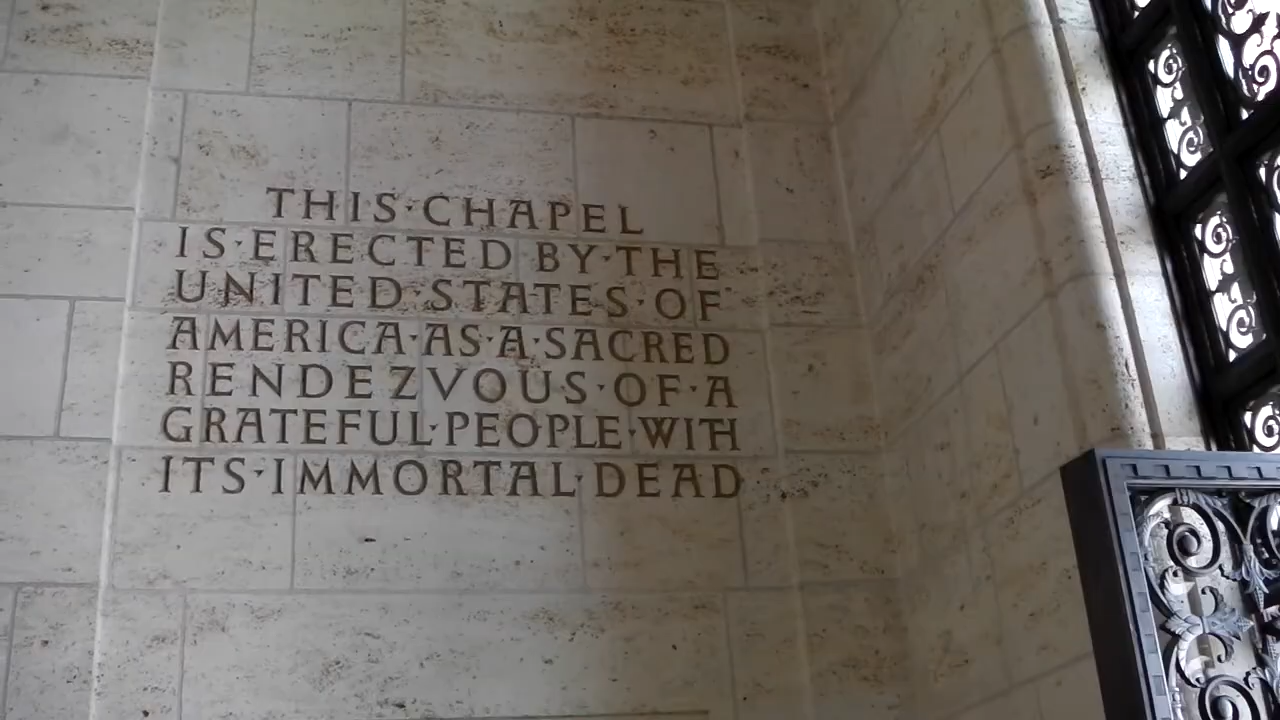 THIS·CHAPEL
IS·ERECTED BY·THE
UNITED·STATES·OF
AMERICA·AS·A·SACRED
RENDEZVOUS·OF·A
GRATEFUL·PEOPLE·WITH
ITS·IMMORTAL·DEAD